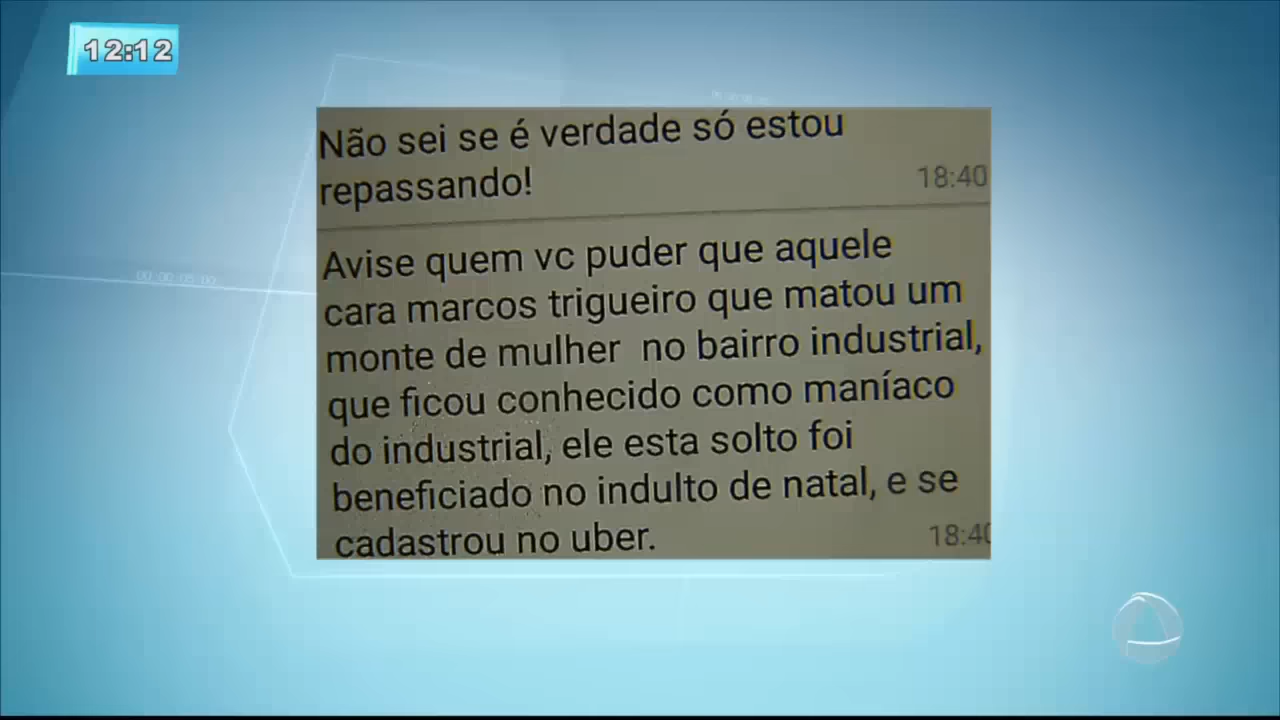 12:12
Não sei se é verdade só estou
repassando!
18:40
Avise quem vc puder que aquele
cara marcos trigueiro que matou um
monte de mulher no bairro industrial,
que ficou conhecido como maníaco
do industrial, ele esta solto foi
beneficiado no indulto de natal, e se
cadastrou no uber.
18:40